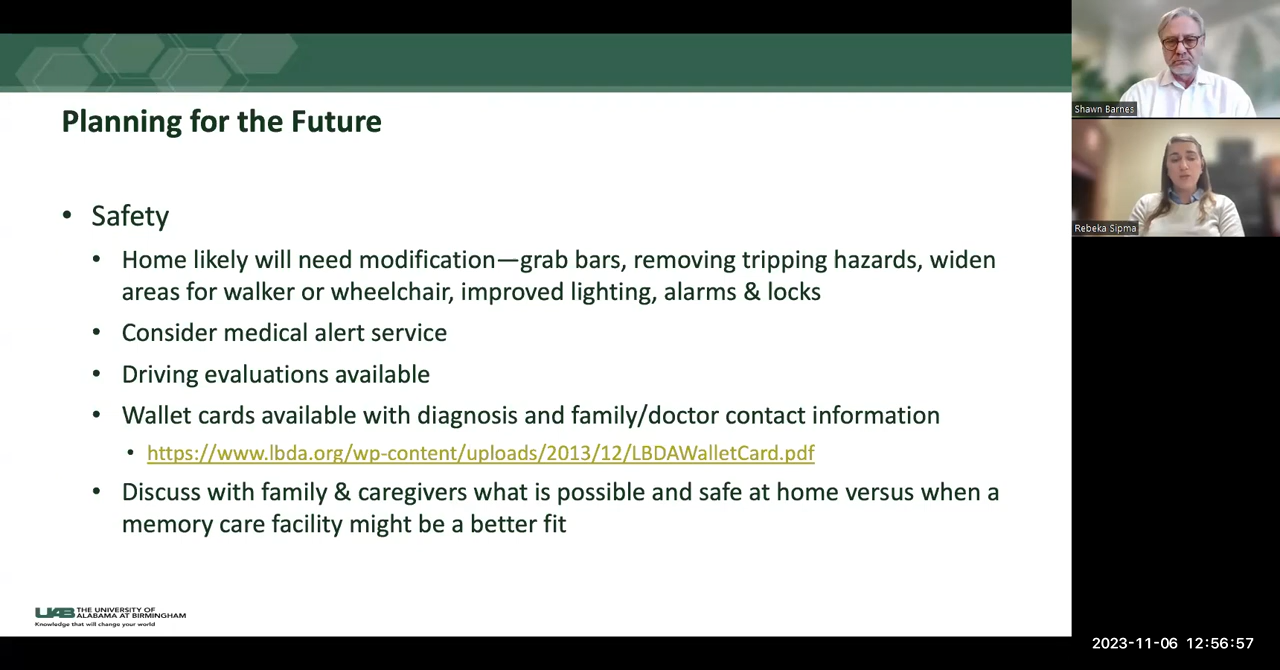 Planning for the Future
• Safety
• Home likely will need modification—grab bars, removing tripping hazards, widen
areas for walker or wheelchair, improved lighting, alarms & locks
• Consider medical alert service
• Driving evaluations available
• Wallet cards available with diagnosis and family/doctor contact information
• https://www.lbda.org/wp-content/uploads/2013/12/LBDAWalletCard.pdf
• Discuss with family & caregivers what is possible and safe at home versus when a
memory care facility might be a better fit
UAB THE UNIVERSITY OF
ALABAMA AT BIRMINGHAM
Knowledge that will change your world
Shawn Barnes
Rebeka Sipma
2023-11-06 12:56:57